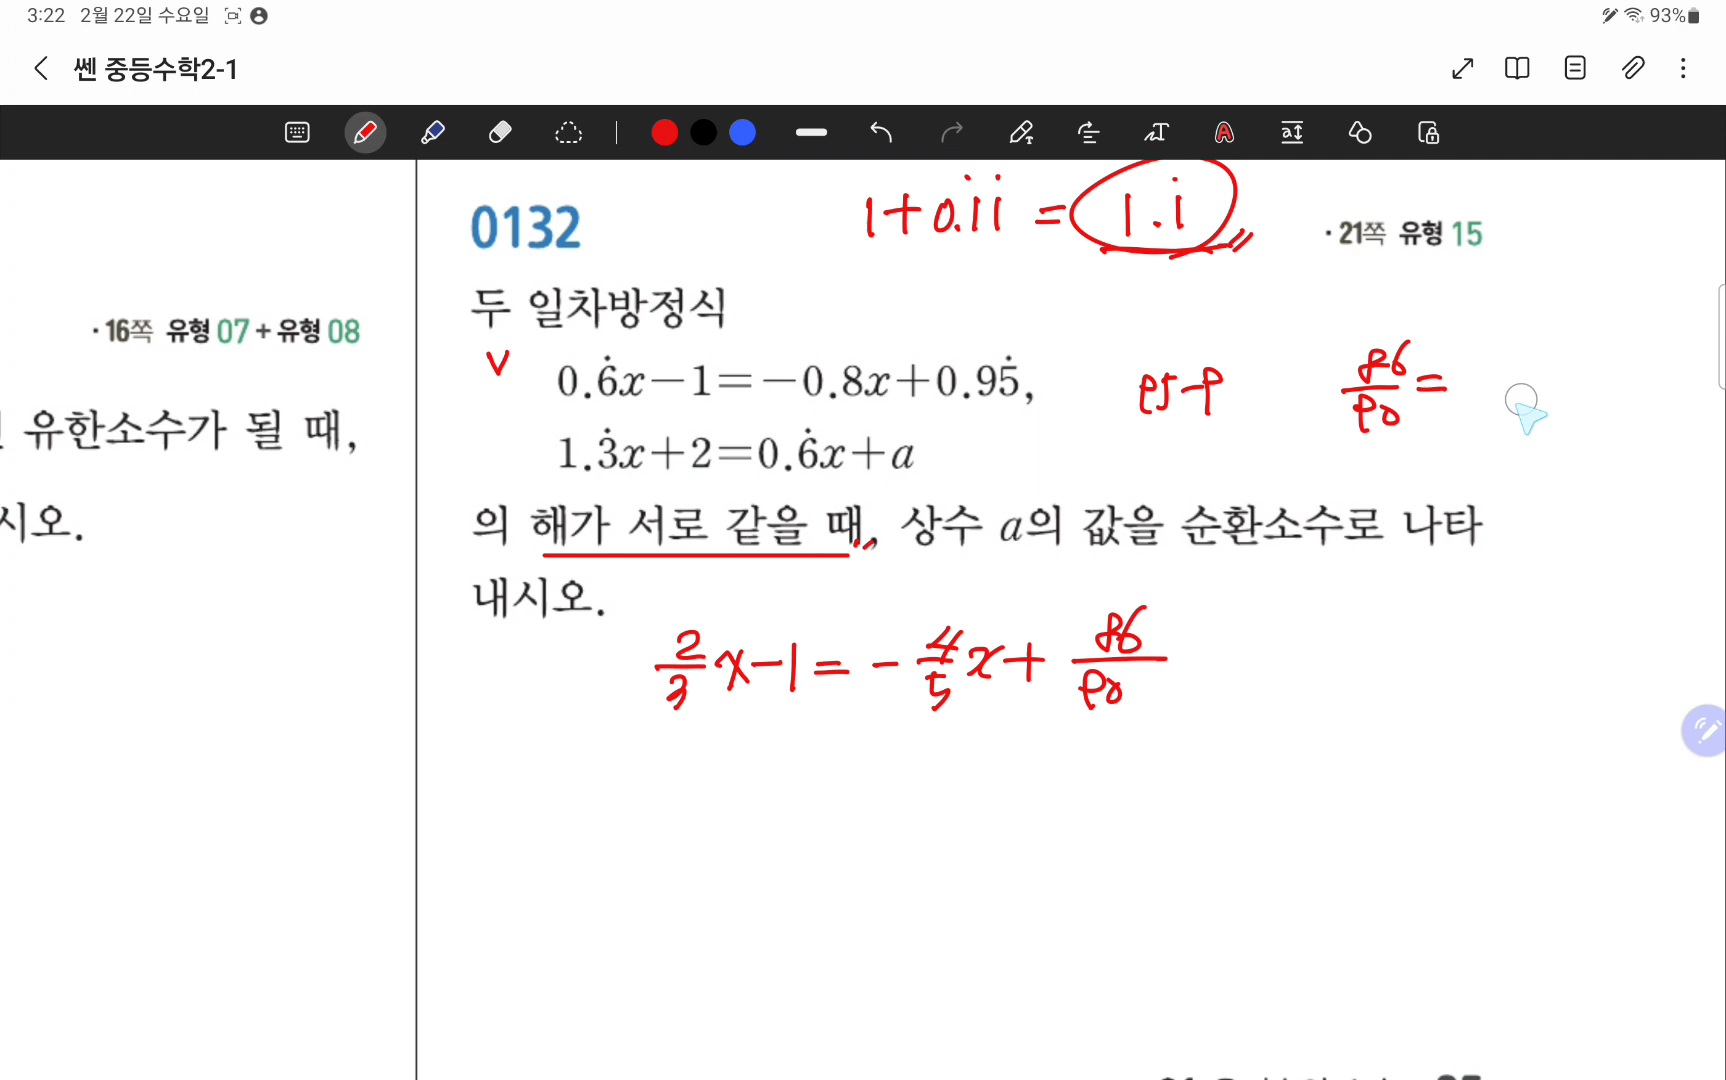 3:22 2월 22일 수요일 93%
쎈 중등수학2-1
1+0.i̇i̇ = 1.i̇
0132
· 21쪽 유형 15
두 일차방정식
· 16쪽 유형 07 + 유형 08
0.6̇x-1=-0.8x+0.95̇,
95-9
86/90 =
유한소수가 될 때,
1.3̇x+2=0.6̇x+a
시오.
의 해가 서로 같을 때, 상수 a의 값을 순환소수로 나타
내시오.
2/3 x-1 = -4/5 x+ 86/90